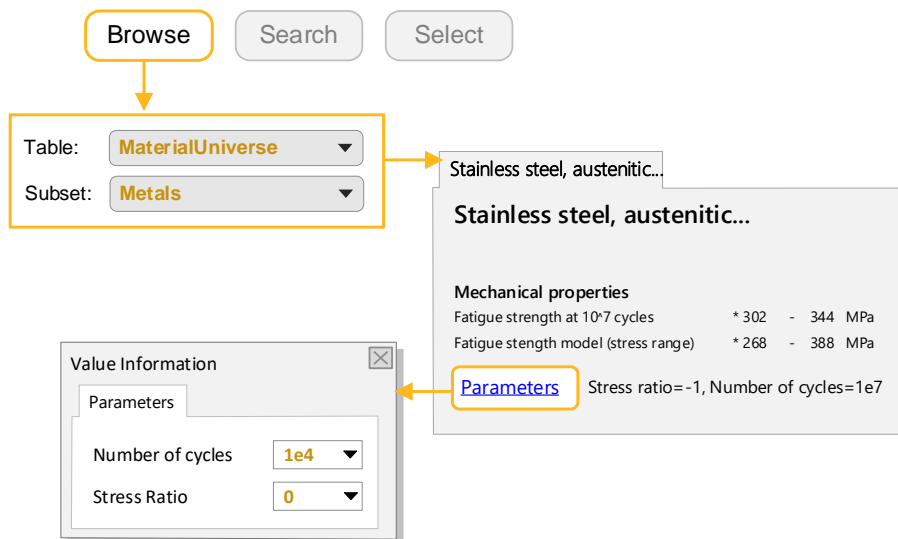 Browse Search Select
Table: MaterialUniverse
Subset: Metals
Stainless steel, austenitic...
Stainless steel, austenitic...
Mechanical properties
Fatigue strength at 10^7 cycles * 302 - 344 MPa
Fatigue stength model (stress range) * 268 - 388 MPa
Parameters Stress ratio=-1, Number of cycles=1e7
Value Information
Parameters
Number of cycles 1e4
Stress Ratio 0